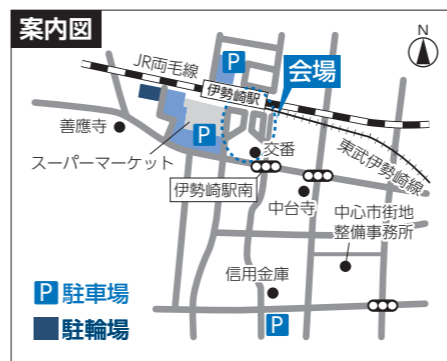 案内図
N
P
JR両毛線
伊勢崎駅
会場
善應寺
P
交番
東武伊勢崎線
スーパーマーケット
伊勢崎駅南
中台寺
中心市街地
整備事務所
信用金庫
P 駐車場
P
駐輪場